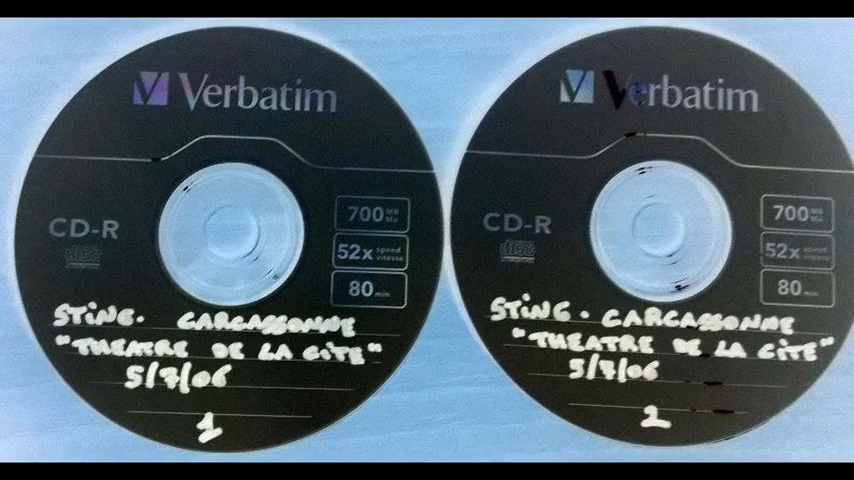 Verbatim
CD-R
700 MB Mo
52x speed vitesse
80 min
STING. CARCASSONNE
"THEATRE DE LA CITE"
5/7/06
1
Verbatim
CD-R
700 MB Mo
52x speed vitesse
80 min
STING. CARCASSONNE
"THEATRE DE LA CITE"
5/7/06
2